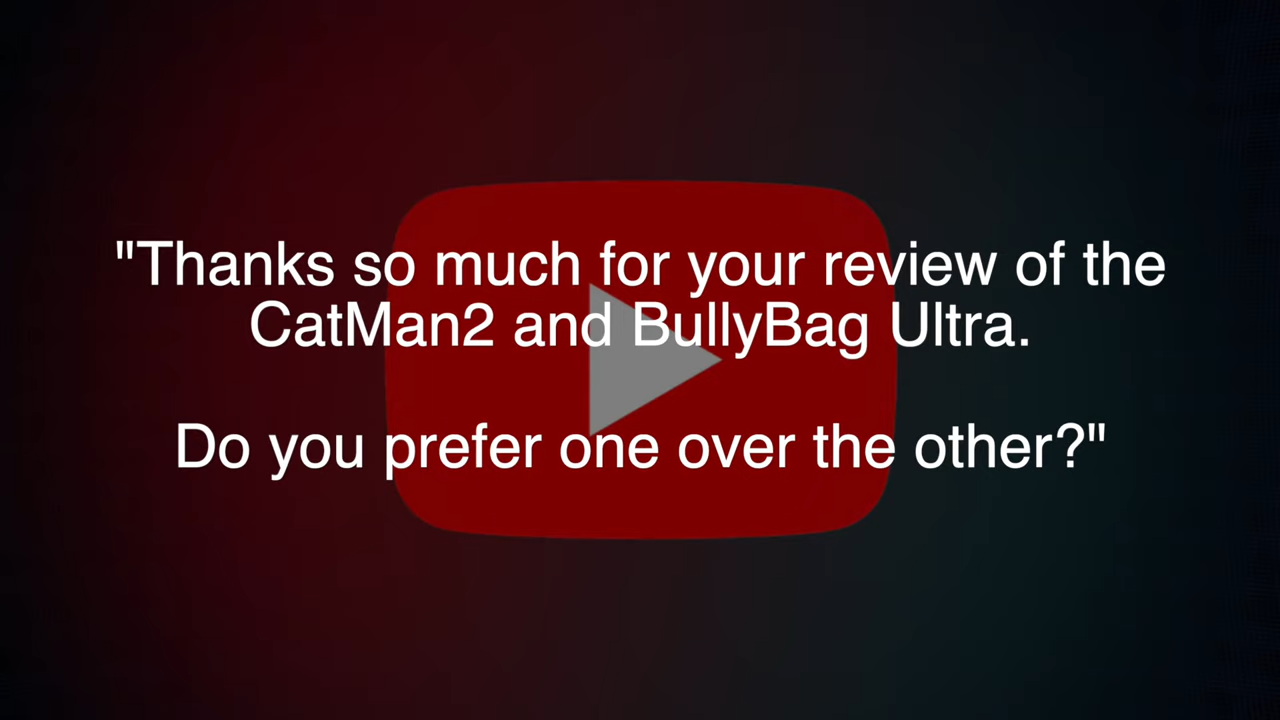 "Thanks so much for your review of the
CatMan2 and BullyBag Ultra.
Do you prefer one over the other?"